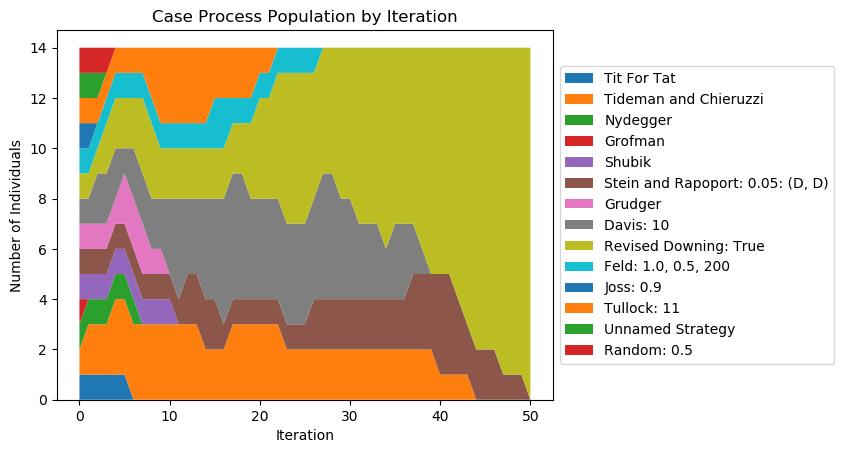 Case Process Population by Iteration
14
12
10
8
6
4
2
0
Number of Individuals
0 10 20 30 40 50
Iteration
Tit For Tat
Tideman and Chieruzzi
Nydegger
Grofman
Shubik
Stein and Rapoport: 0.05: (D, D)
Grudger
Davis: 10
Revised Downing: True
Feld: 1.0, 0.5, 200
Joss: 0.9
Tullock: 11
Unnamed Strategy
Random: 0.5